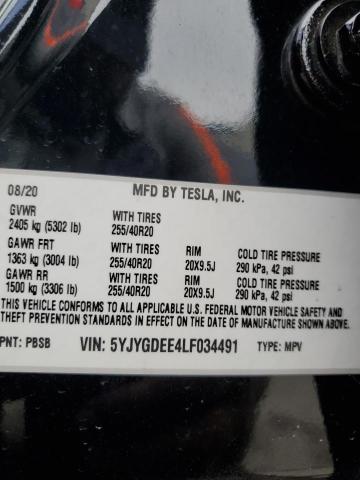 08/20 MFD BY TESLA, INC.
GVWR WITH TIRES
2405 kg (5302 lb) 255/40R20
GAWR FRT WITH TIRES RIM COLD TIRE PRESSURE
1363 kg (3004 lb) 255/40R20 20X9.5J 290 kPa, 42 psi
GAWR RR WITH TIRES RIM COLD TIRE PRESSURE
1500 kg (3306 lb) 255/40R20 20X9.5J 290 kPa, 42 psi
THIS VEHICLE CONFORMS TO ALL APPLICABLE U.S. FEDERAL MOTOR VEHICLE SAFETY AND
THEFT PREVENTION STANDARDS IN EFFECT ON THE DATE OF MANUFACTURE SHOWN ABOVE.
PNT: PBSB VIN: 5YJYGDEE4LF034491 TYPE: MPV